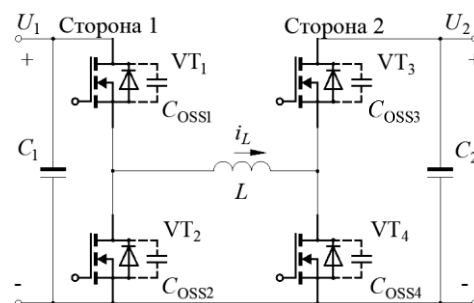 U1 Сторона 1 Сторона 2 U2
+ VT1 VT3 +
COSS1 COSS3
C1 iL C2
L
VT2 VT4
- COSS2 COSS4 -